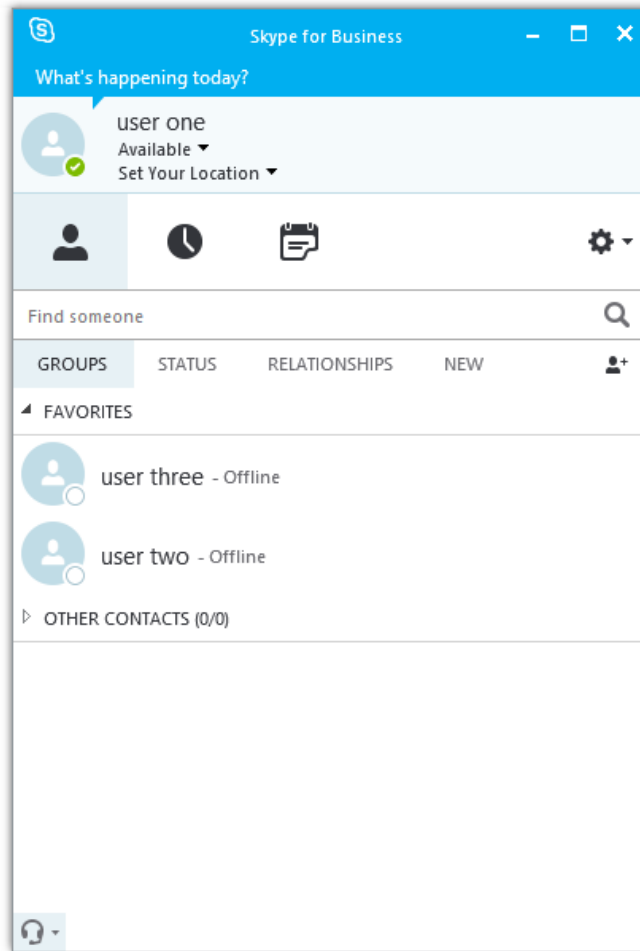 Skype for Business
What's happening today?
user one
Available
Set Your Location
Find someone
GROUPS STATUS RELATIONSHIPS NEW
FAVORITES
user three - Offline
user two - Offline
OTHER CONTACTS (0/0)